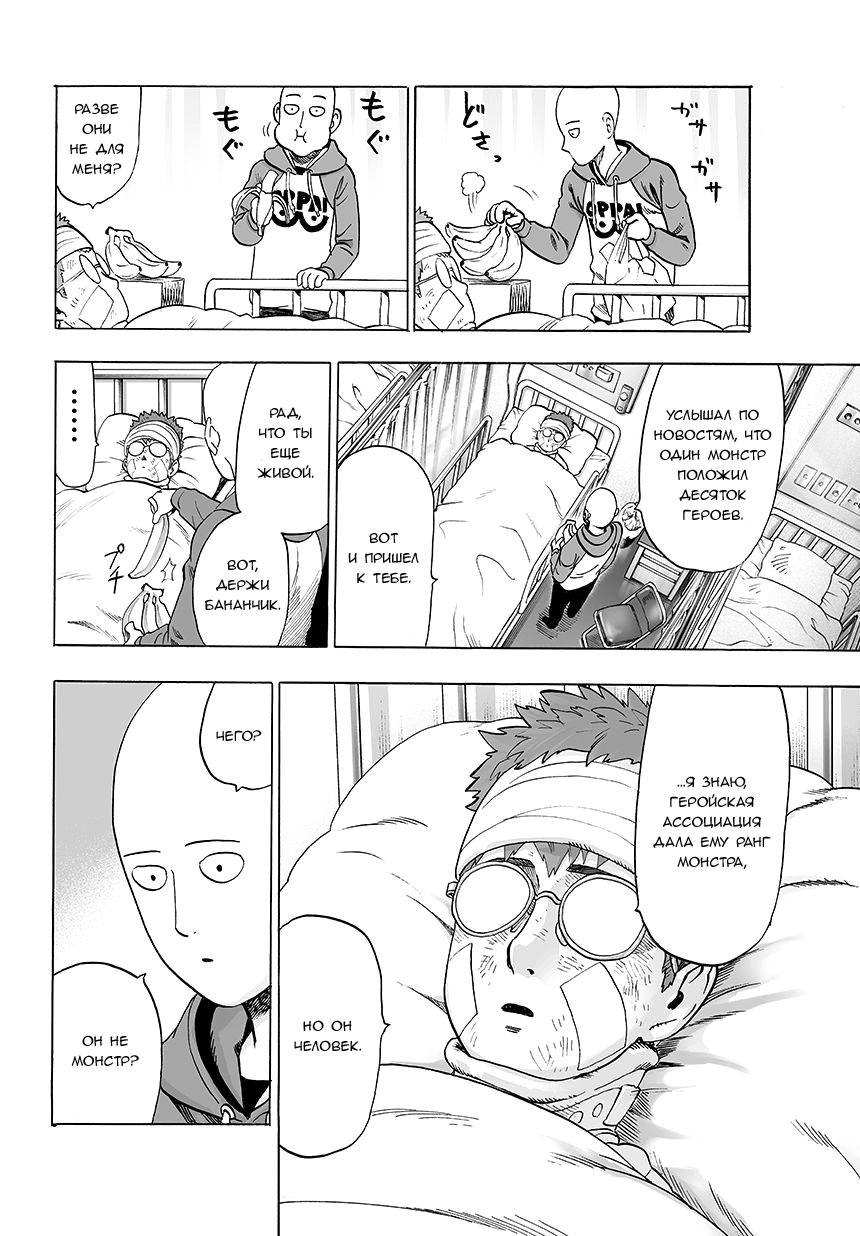 ガサ
ガサ
どさっ
OPPAI
もぐ
もぐ
PPAI
РАЗВЕ
ОНИ
НЕ ДЛЯ
МЕНЯ?
УСЛЫШАЛ ПО
НОВОСТЯМ, ЧТО
ОДИН МОНСТР
ПОЛОЖИЛ
ДЕСЯТОК
ГЕРОЕВ.
ВОТ
И ПРИШЕЛ
К ТЕБЕ.
РАД,
ЧТО ТЫ
ЕЩЕ
ЖИВОЙ.
ВОТ,
ДЕРЖИ
БАНАНЧИК.
プチ
......
...Я ЗНАЮ,
ГЕРОЙСКАЯ
АССОЦИАЦИЯ
ДАЛА ЕМУ РАНГ
МОНСТРА,
НО ОН
ЧЕЛОВЕК.
ЧЕГО?
ОН НЕ
МОНСТР?